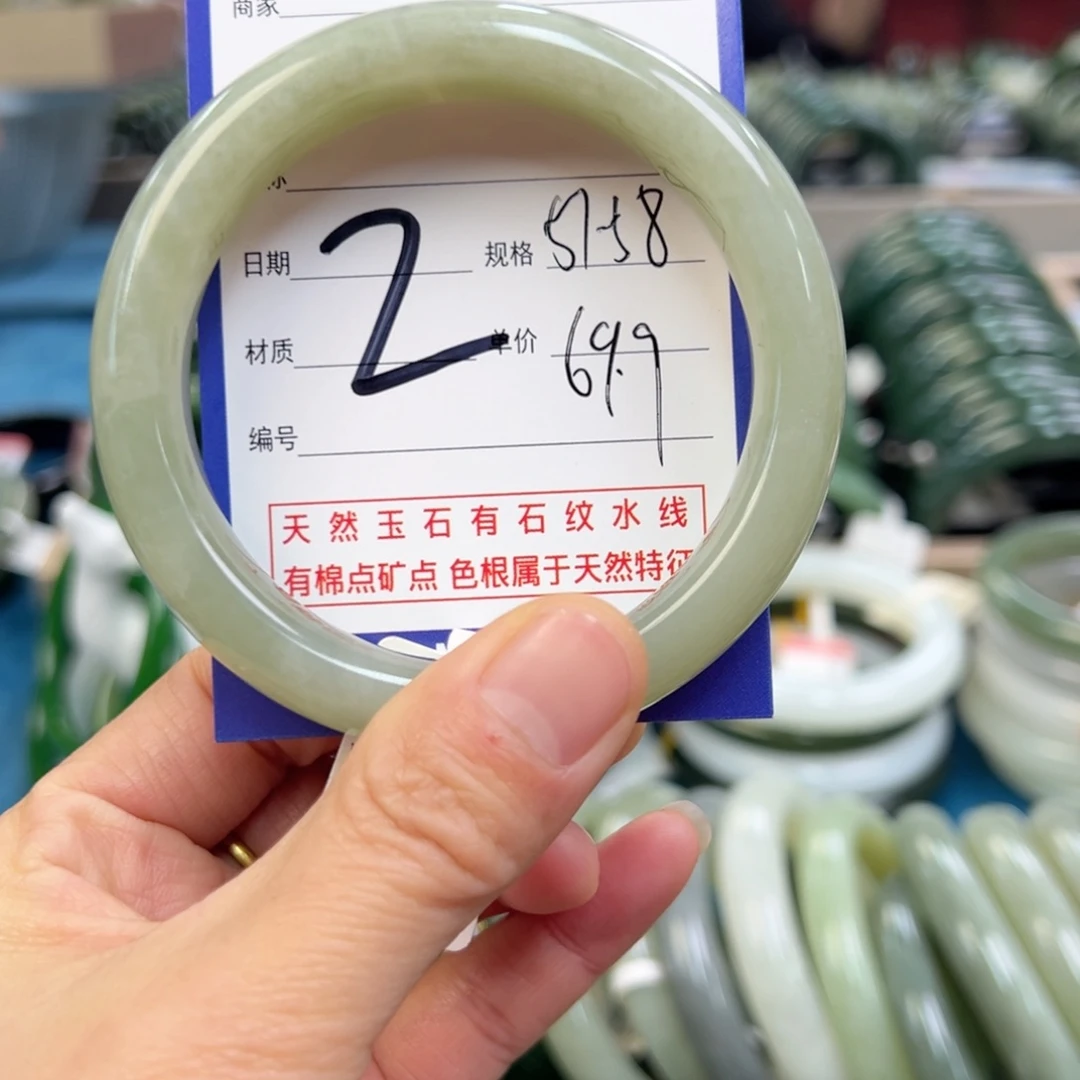 商家
日期 2 规格 57-58
材质 单价 69.9
编号
天然玉石有石纹水线
有棉点矿点 色根属于天然特征